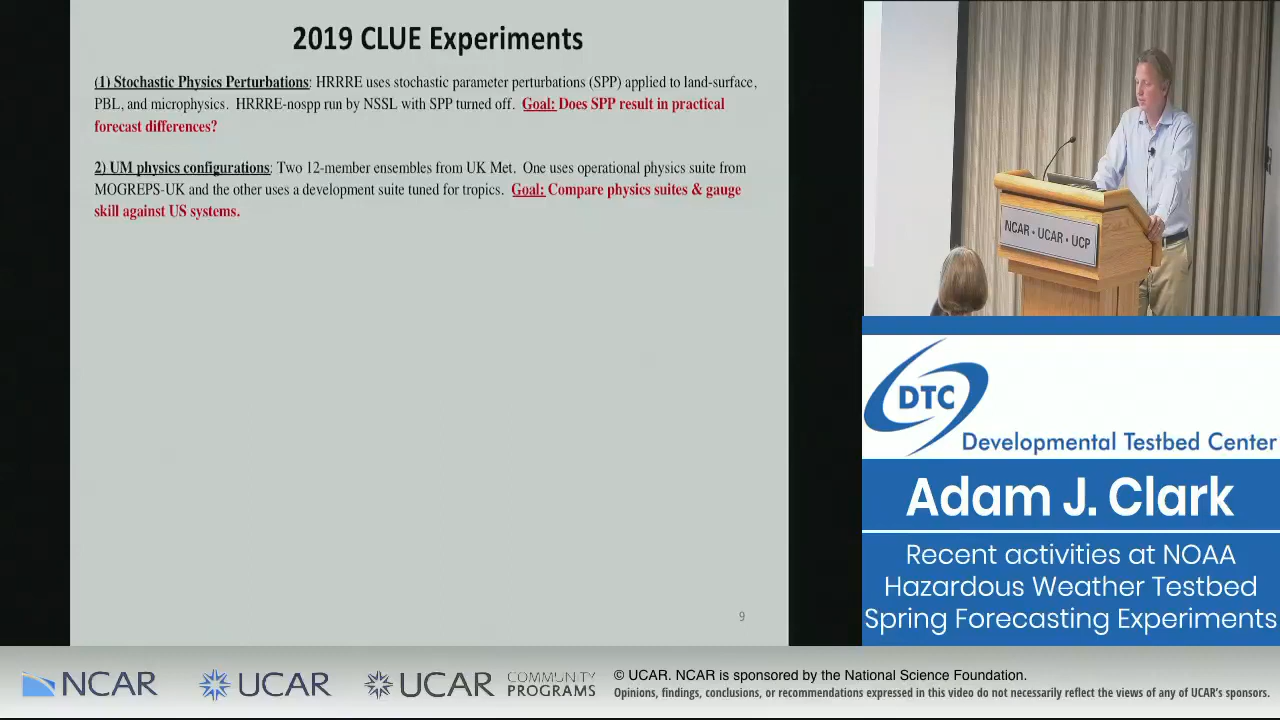 2019 CLUE Experiments
(1) Stochastic Physics Perturbations: HRRRE uses stochastic parameter perturbations (SPP) applied to land-surface,
PBL, and microphysics. HRRRE-nospp run by NSSL with SPP turned off. Goal: Does SPP result in practical
forecast differences?
2) UM physics configurations: Two 12-member ensembles from UK Met. One uses operational physics suite from
MOGREPS-UK and the other uses a development suite tuned for tropics. Goal: Compare physics suites & gauge
skill against US systems.
9
NCAR • UCAR • UCP
DTC
Developmental Testbed Center
Adam J. Clark
Recent activities at NOAA
Hazardous Weather Testbed
Spring Forecasting Experiments
NCAR
UCAR
UCAR
COMMUNITY
PROGRAMS
© UCAR. NCAR is sponsored by the National Science Foundation.
Opinions, findings, conclusions, or recommendations expressed in this video do not necessarily reflect the views of any of UCAR's sponsors.